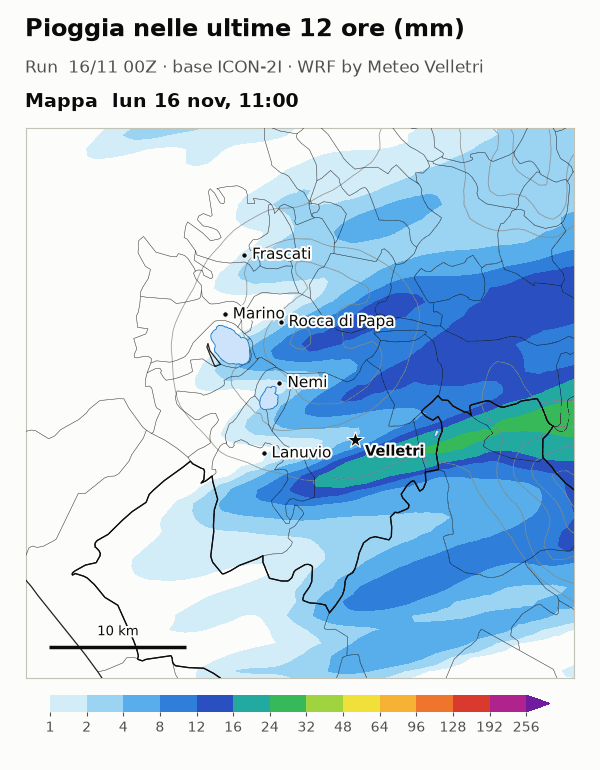 Pioggia nelle ultime 12 ore (mm)
Run 16/11 00Z · base ICON-2I · WRF by Meteo Velletri
Mappa lun 16 nov, 11:00
Frascati
Marino
Rocca di Papa
Nemi
Velletri
Lanuvio
10 km
1 2 4 8 12 16 24 32 48 64 96 128 192 256